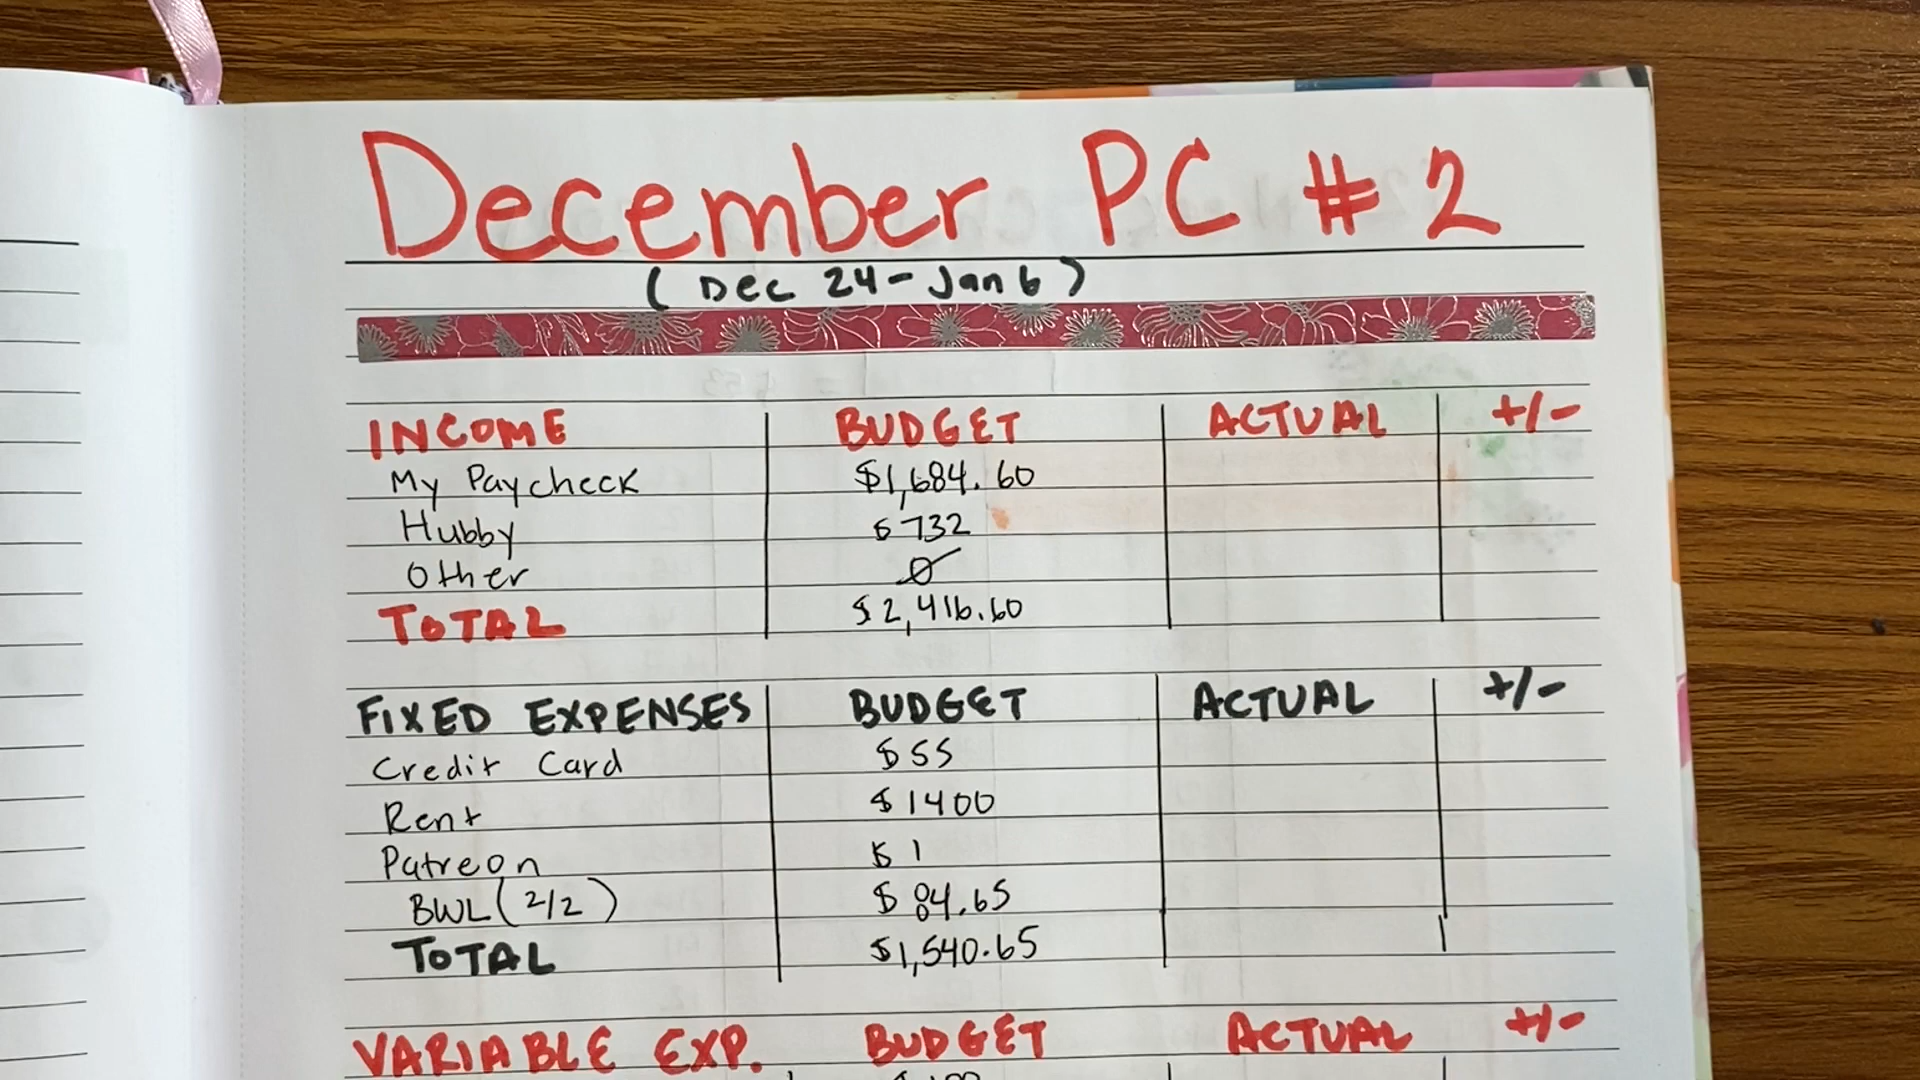 December PC # 2
(Dec 24 - Jan 6)
INCOME BUDGET ACTUAL +/-
My Paycheck $1,684.60
Hubby $732
Other 0
TOTAL $2,416.60
FIXED EXPENSES BUDGET ACTUAL +/-
Credit Card $55
Rent $1400
Patreon $1
BWL (2/2) $84.65
TOTAL $1,540.65
VARIABLE EXP. BUDGET ACTUAL +/-